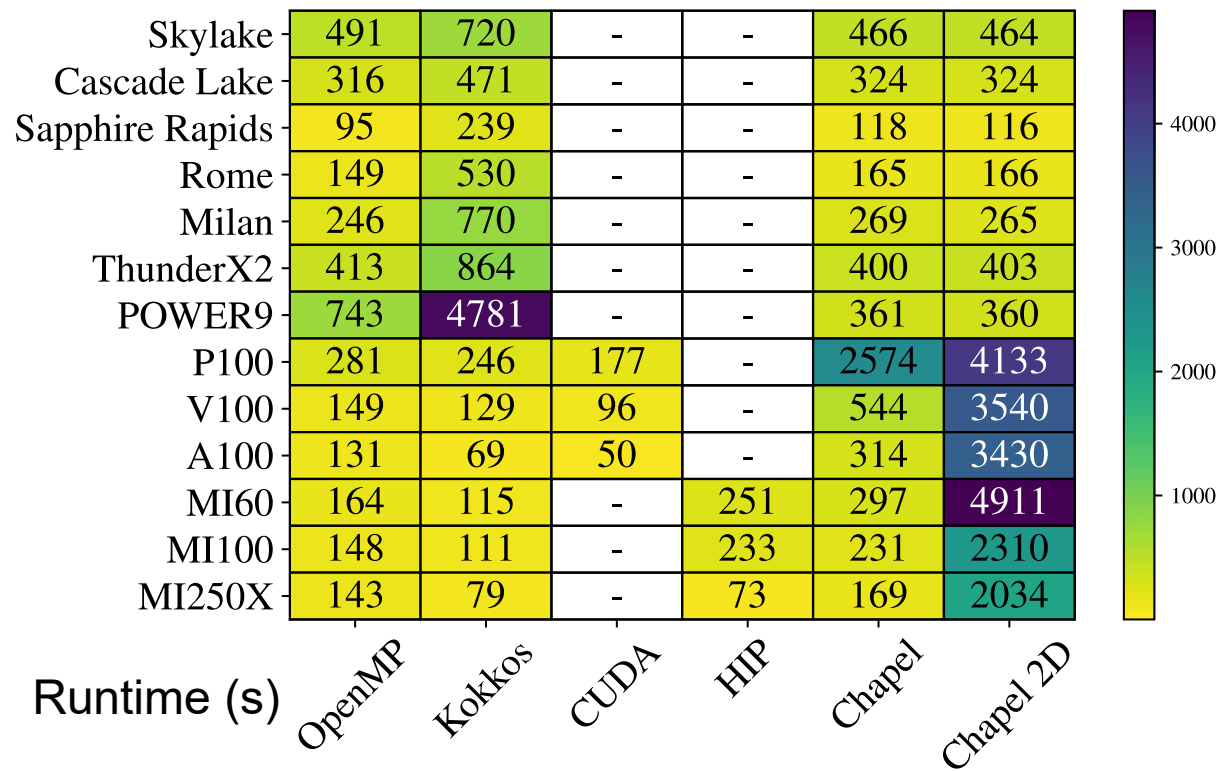 Skylake 491 720 - - 466 464
Cascade Lake 316 471 - - 324 324
Sapphire Rapids 95 239 - - 118 116
Rome 149 530 - - 165 166
Milan 246 770 - - 269 265
ThunderX2 413 864 - - 400 403
POWER9 743 4781 - - 361 360
P100 281 246 177 - 2574 4133
V100 149 129 96 - 544 3540
A100 131 69 50 - 314 3430
MI60 164 115 - 251 297 4911
MI100 148 111 - 233 231 2310
MI250X 143 79 - 73 169 2034
OpenMP Kokkos CUDA HIP Chapel Chapel 2D
Runtime (s)
4000
3000
2000
1000